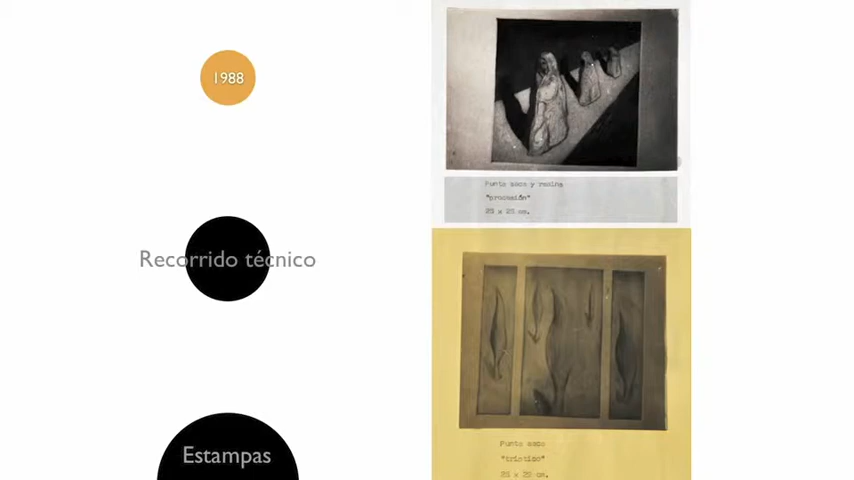 1988
Recorrido técnico
Estampas
Punta seca y resina
"procesión"
25 x 25 cm.
Punta seca
"tríptico"
25 x 25 cm.